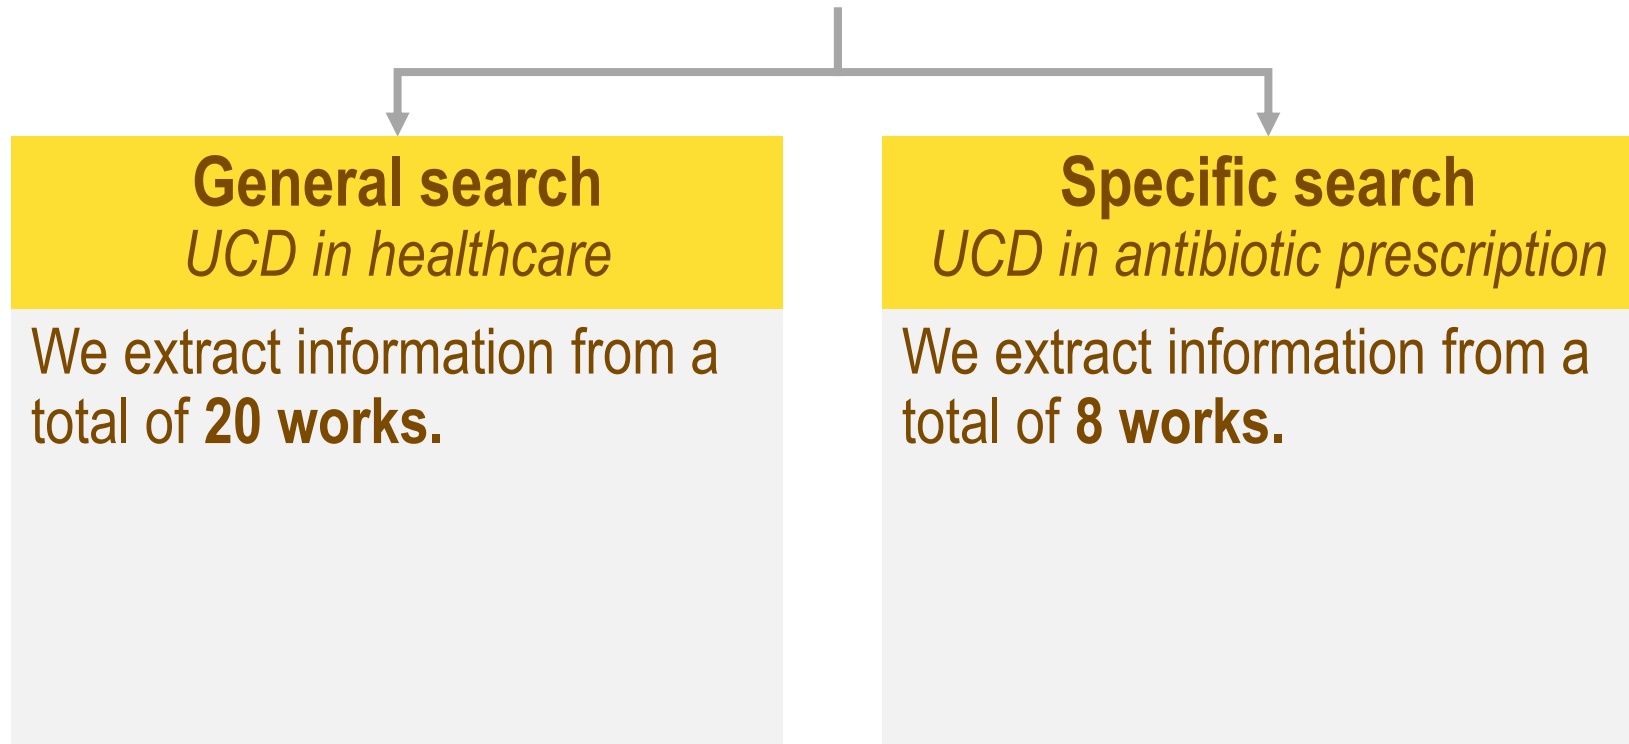 General search
UCD in healthcare
We extract information from a
total of 20 works.
Specific search
UCD in antibiotic prescription
We extract information from a
total of 8 works.